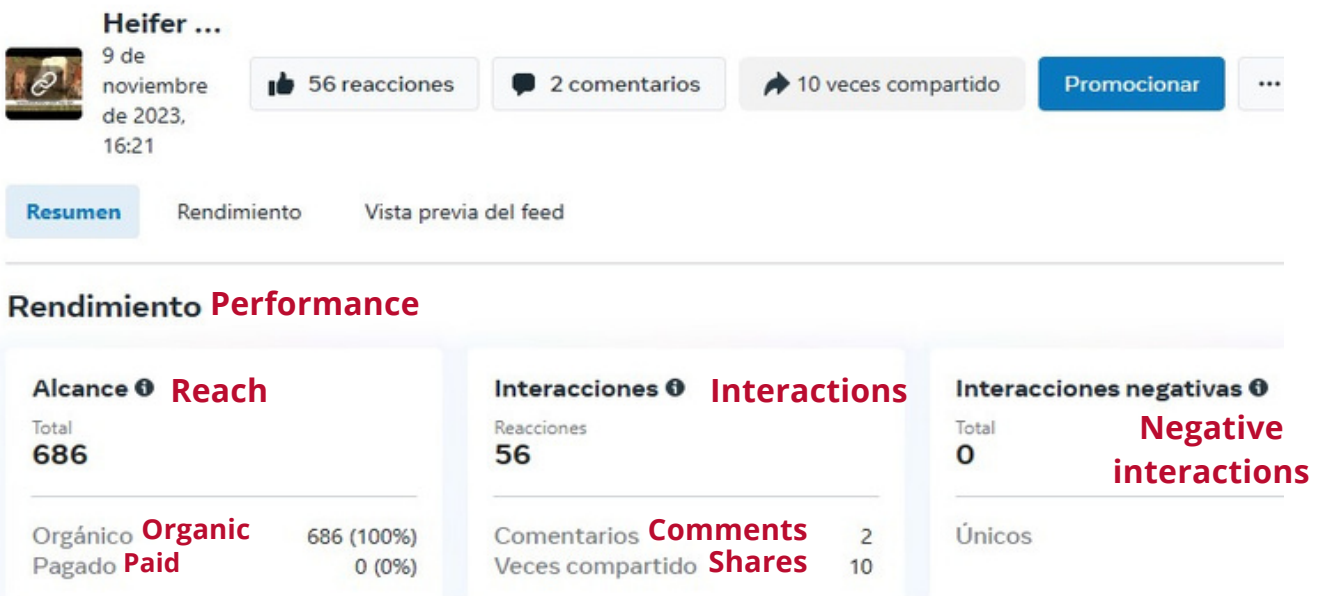 Heifer ...
9 de
noviembre
de 2023,
16:21
56 reacciones
2 comentarios
10 veces compartido
Promocionar
...
Resumen
Rendimiento
Vista previa del feed
Rendimiento Performance
Alcance Reach
Total
686
Orgánico Organic 686 (100%)
Pagado Paid 0 (0%)
Interacciones Interactions
Reacciones
56
Comentarios Comments 2
Veces compartido Shares 10
Interacciones negativas
Negative
interactions
Total
0
Únicos